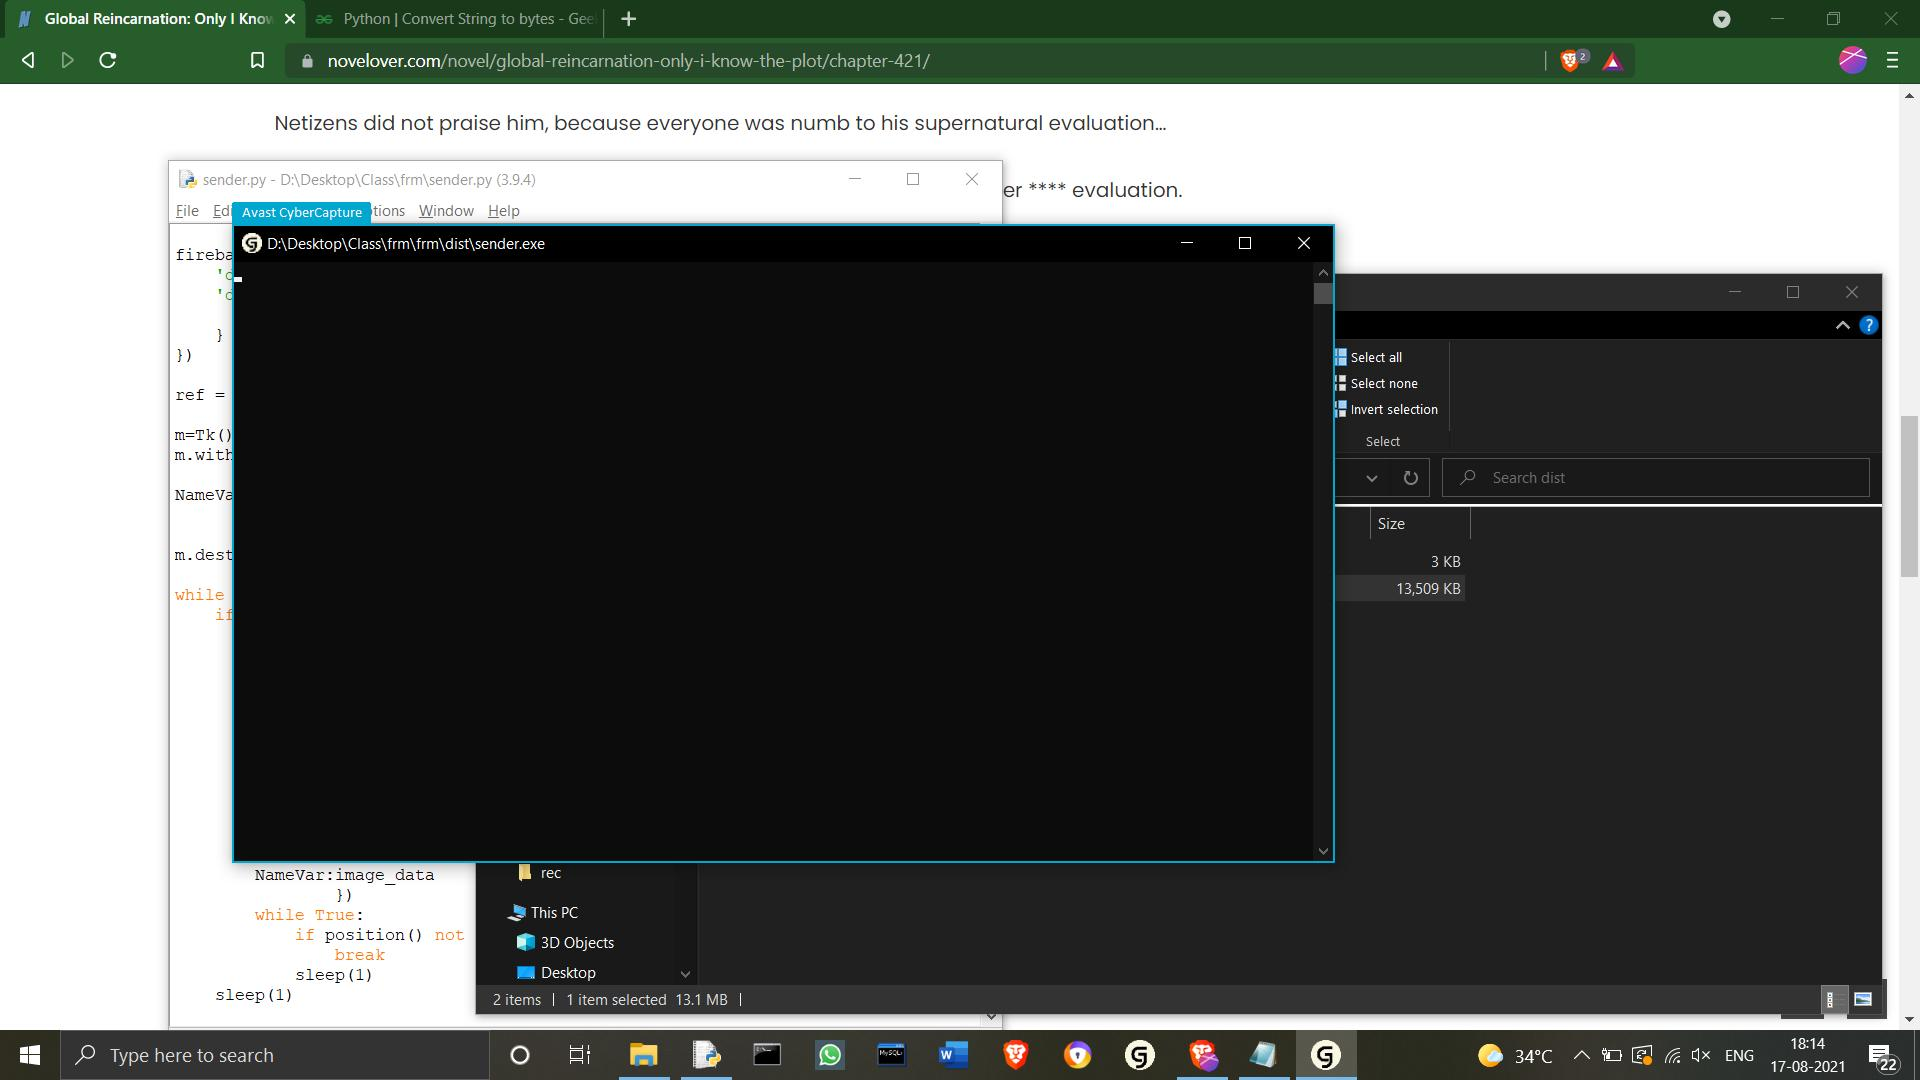 Global Reincarnation: Only I Know
Python | Convert String to bytes - Gee
novelover.com/novel/global-reincarnation-only-i-know-the-plot/chapter-421/
2
Netizens did not praise him, because everyone was numb to his supernatural evaluation...
er **** evaluation.
sender.py - D:\Desktop\Class\frm\sender.py (3.9.4)
File Edi tions Window Help
Avast CyberCapture
D:\Desktop\Class\frm\frm\dist\sender.exe
fireba
'd
'd
}
})
ref =
m=Tk()
m.with
NameVa
m.dest
while
if
NameVar:image_data
})
while True:
if position() not
break
sleep(1)
sleep(1)
Select all
Select none
Invert selection
Select
Search dist
Size
3 KB
13,509 KB
rec
This PC
3D Objects
Desktop
2 items | 1 item selected 13.1 MB |
Type here to search
MySQL
W
34°C
ENG
18:14
17-08-2021
22